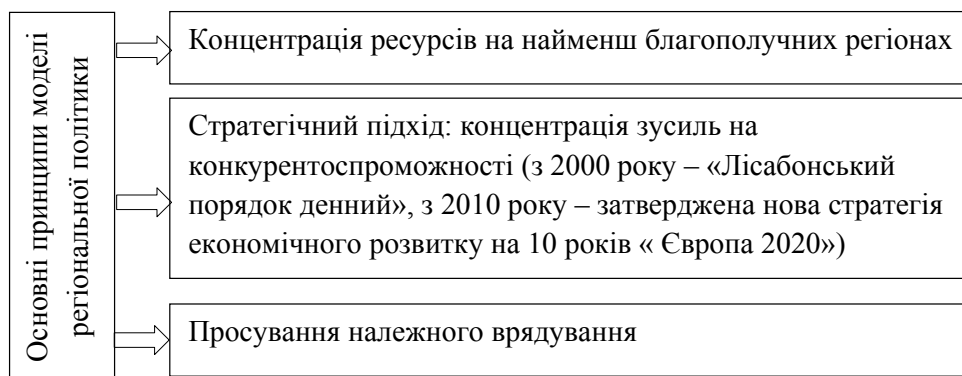 Основні принципи моделі
регіональної політики
Концентрація ресурсів на найменш благополучних регіонах
Стратегічний підхід: концентрація зусиль на
конкурентоспроможності (з 2000 року – «Лісабонський
порядок денний», з 2010 року – затверджена нова стратегія
економічного розвитку на 10 років « Європа 2020»)
Просування належного врядування